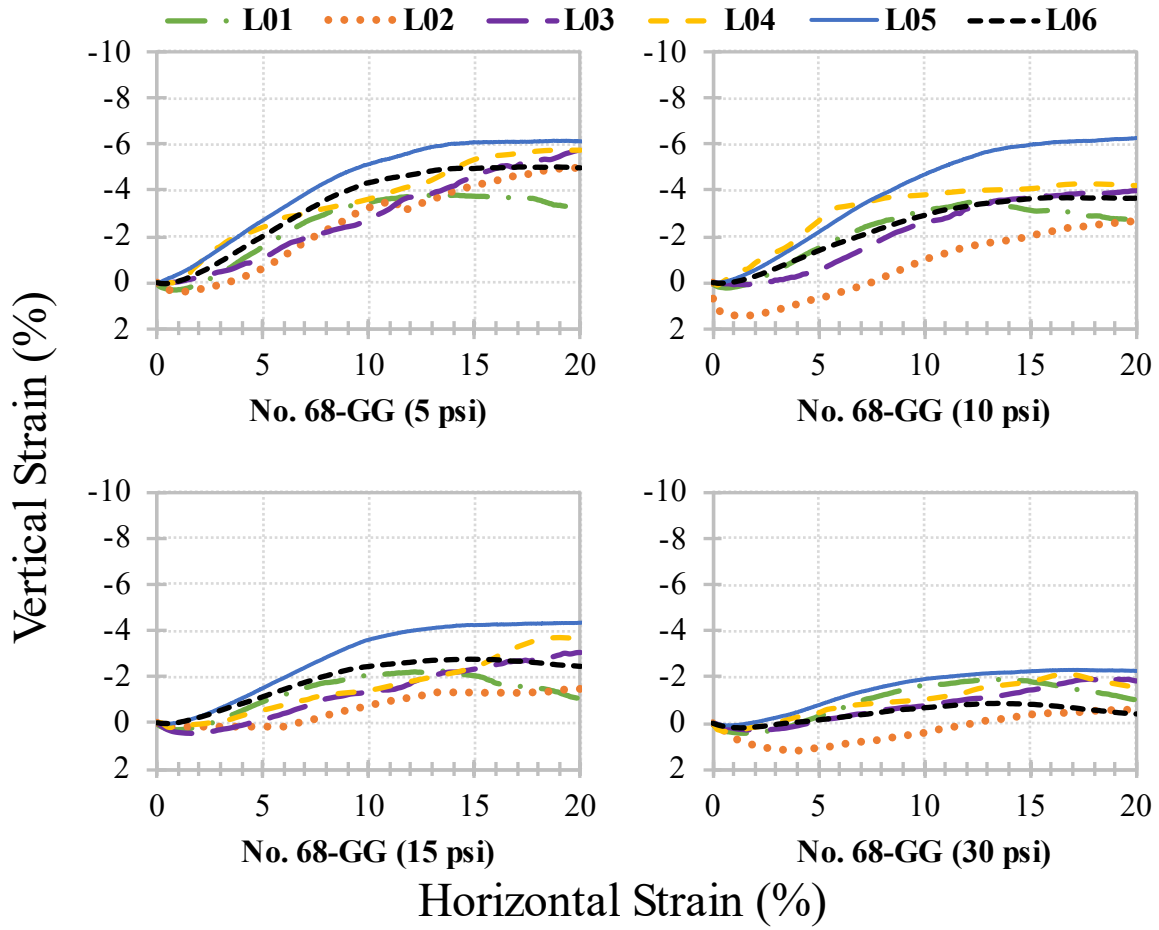 L01 L02 L03 L04 L05 L06
Vertical Strain (%)
-10
-8
-6
-4
-2
0
2
0 5 10 15 20
No. 68-GG (5 psi)
-10
-8
-6
-4
-2
0
2
0 5 10 15 20
No. 68-GG (10 psi)
-10
-8
-6
-4
-2
0
2
0 5 10 15 20
No. 68-GG (15 psi)
-10
-8
-6
-4
-2
0
2
0 5 10 15 20
No. 68-GG (30 psi)
Horizontal Strain (%)